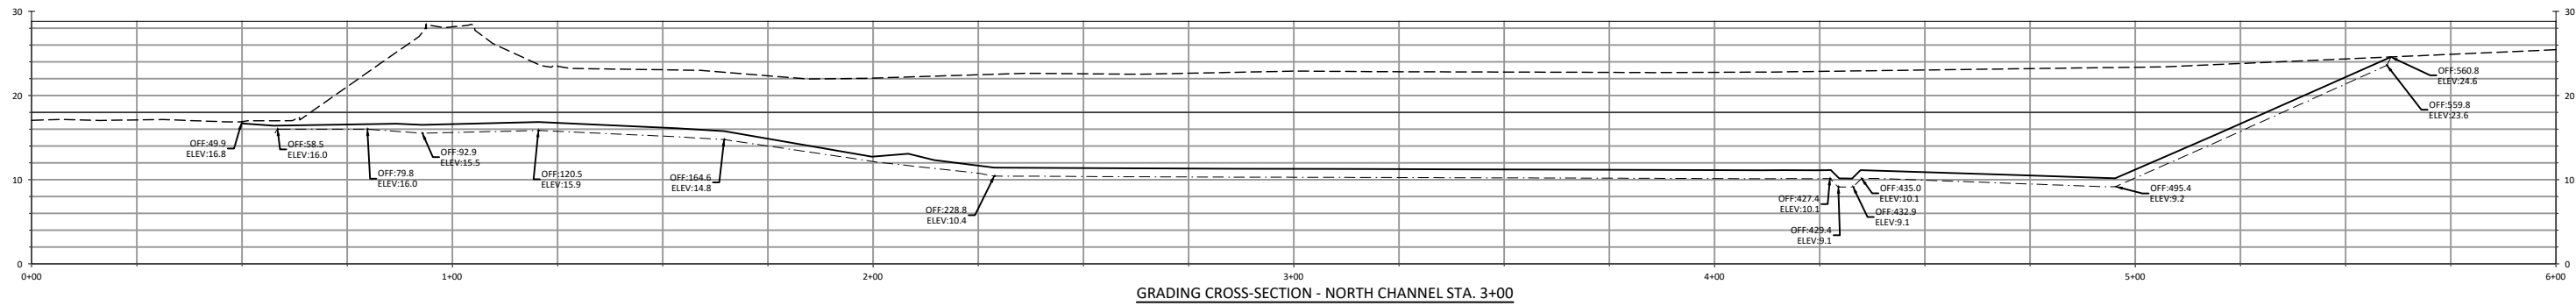 30
30
20
20
10
10
0
0
OFF:49.9
ELEV:16.8
OFF:58.5
ELEV:16.0
OFF:79.8
ELEV:16.0
OFF:92.9
ELEV:15.5
OFF:120.5
ELEV:15.9
OFF:164.6
ELEV:14.8
OFF:228.8
ELEV:10.4
OFF:427.4
ELEV:10.1
OFF:429.4
ELEV:9.1
OFF:435.0
ELEV:10.1
OFF:432.9
ELEV:9.1
OFF:495.4
ELEV:9.2
OFF:560.8
ELEV:24.6
OFF:559.8
ELEV:23.6
0+00
1+00
2+00
3+00
4+00
5+00
6+00
GRADING CROSS-SECTION - NORTH CHANNEL STA. 3+00